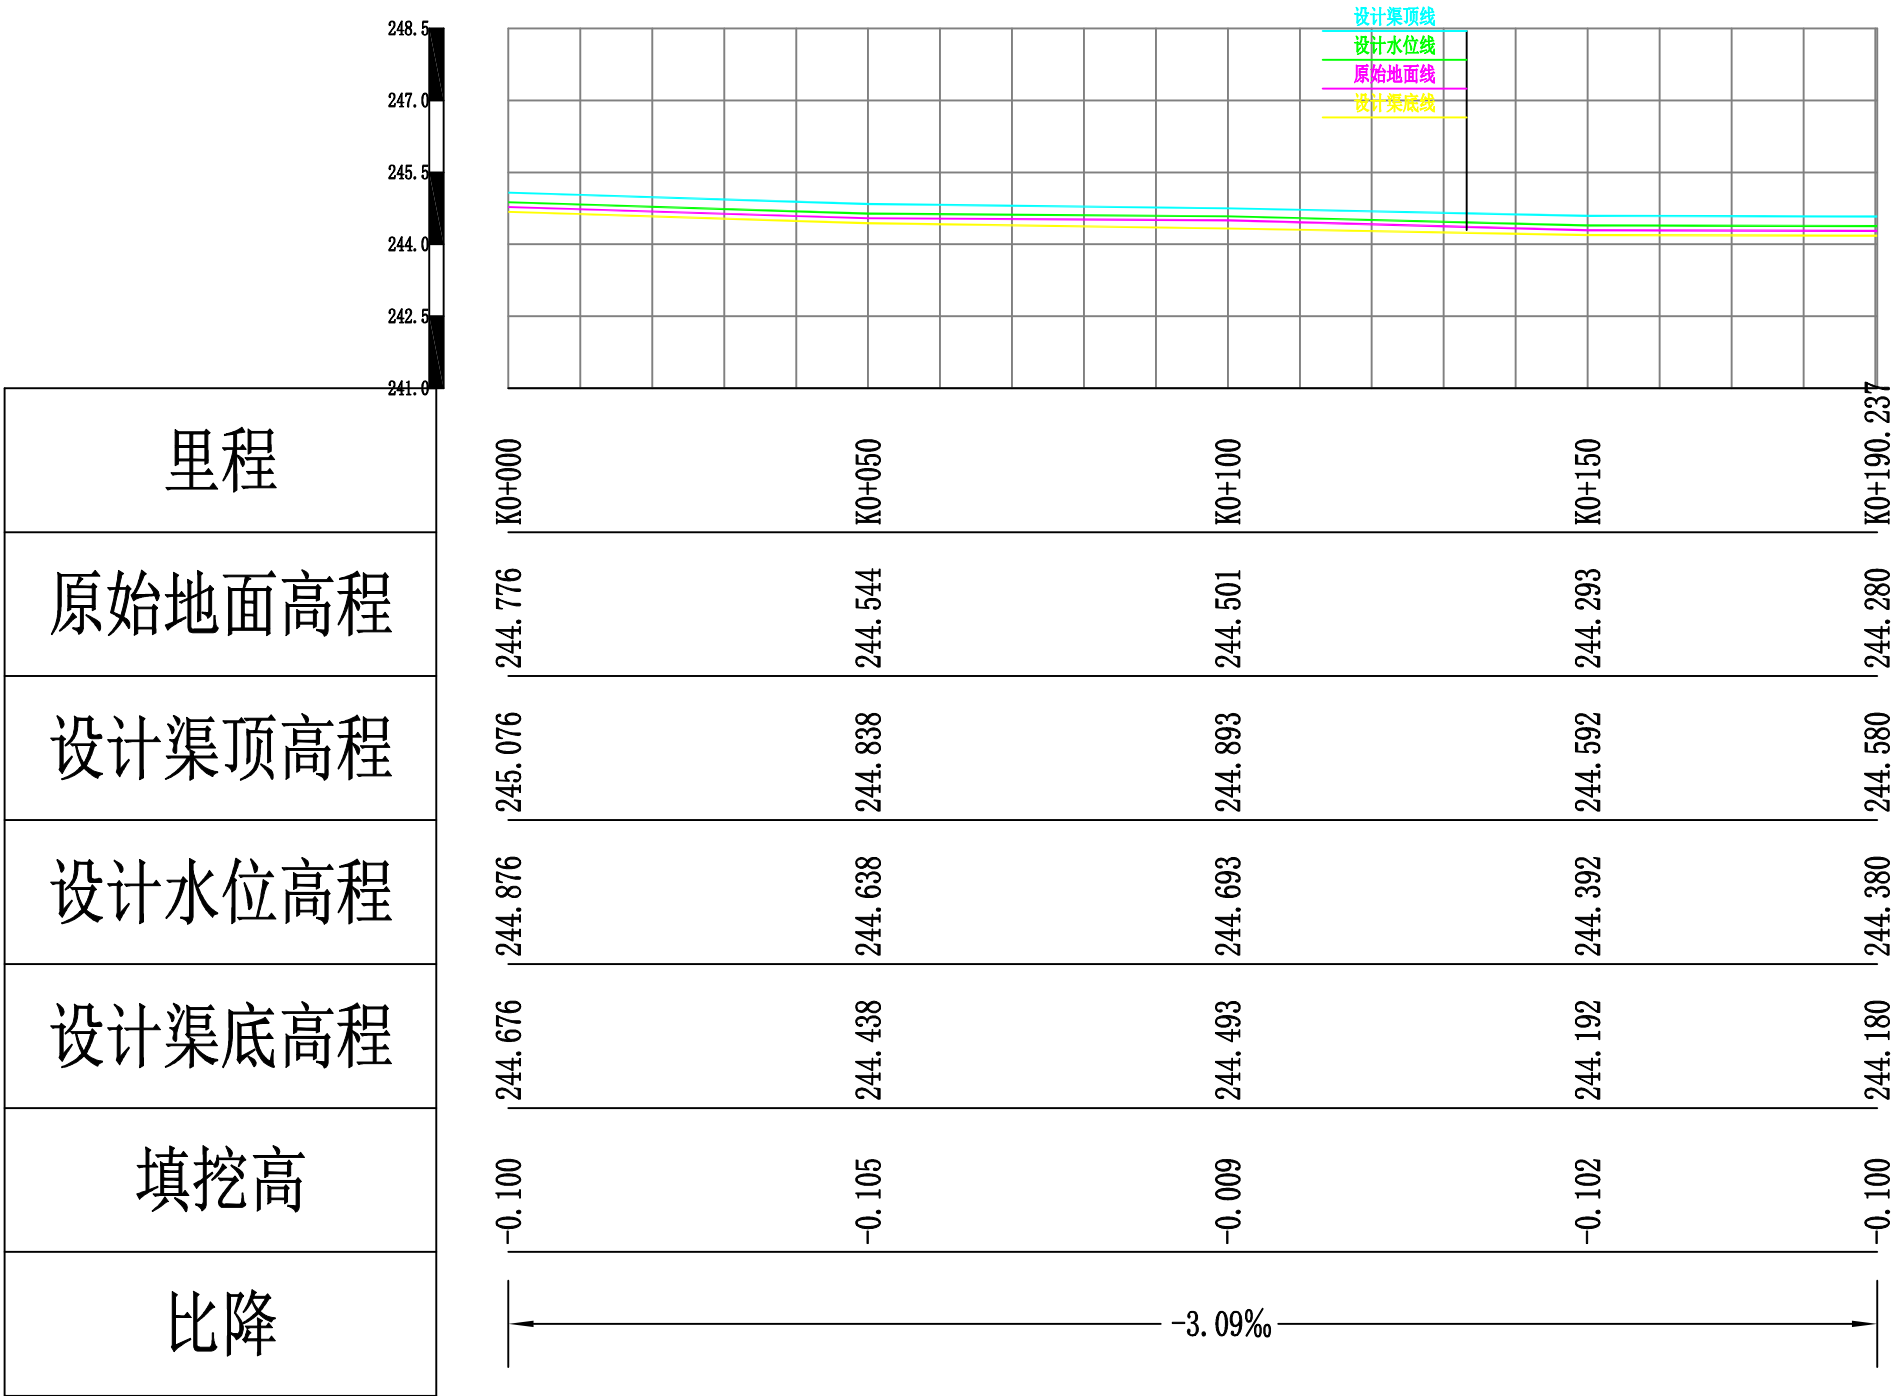 设计渠顶线
设计水位线
原始地面线
设计渠底线
248.5
247.0
245.5
244.0
242.5
241.0
里程 K0+000 K0+050 K0+100 K0+150 K0+190.237
原始地面高程 244.776 244.544 244.501 244.293 244.280
设计渠顶高程 245.076 244.838 244.893 244.592 244.580
设计水位高程 244.876 244.638 244.693 244.392 244.380
设计渠底高程 244.676 244.438 244.493 244.192 244.180
填挖高 -0.100 -0.105 -0.009 -0.102 -0.100
比降 -3.09‰